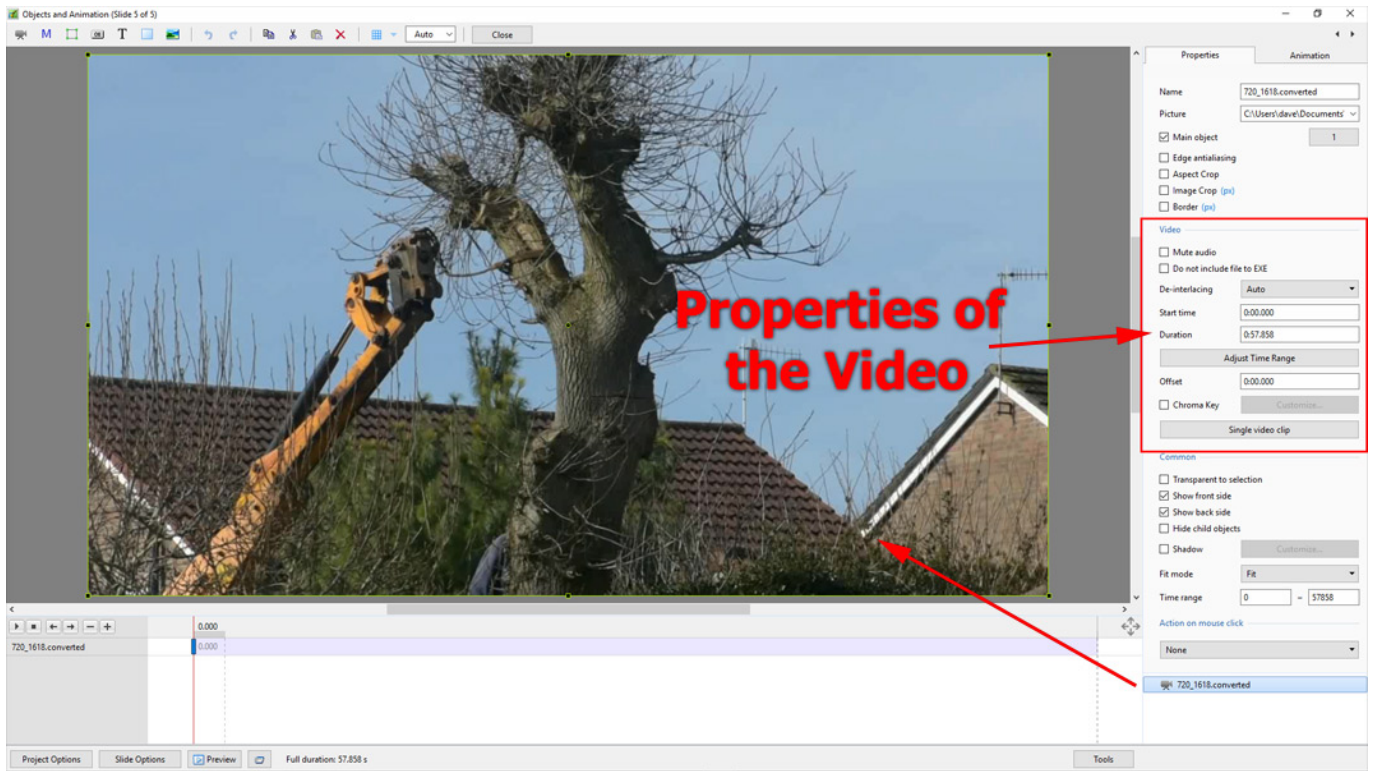 Objects and Animation (Slide 5 of 5)
M OK T Auto Close
Properties Animation
Name 720_1618.converted
Picture C:\Users\dave\Documents'
Main object 1
Edge antialiasing
Aspect Crop
Image Crop (px)
Border (px)
Video
Mute audio
Do not include file to EXE
De-interlacing Auto
Start time 0:00.000
Duration 0:57.858
Adjust Time Range
Offset 0:00.000
Chroma Key Customize...
Single video clip
Properties of
the Video
Common
Transparent to selection
Show front side
Show back side
Hide child objects
Shadow Customize...
Fit mode Fit
Time range 0 – 57858
Action on mouse click
None
720_1618.converted
0.000
720_1618.converted 0.000
Project Options Slide Options Preview Full duration: 57.858 s Tools